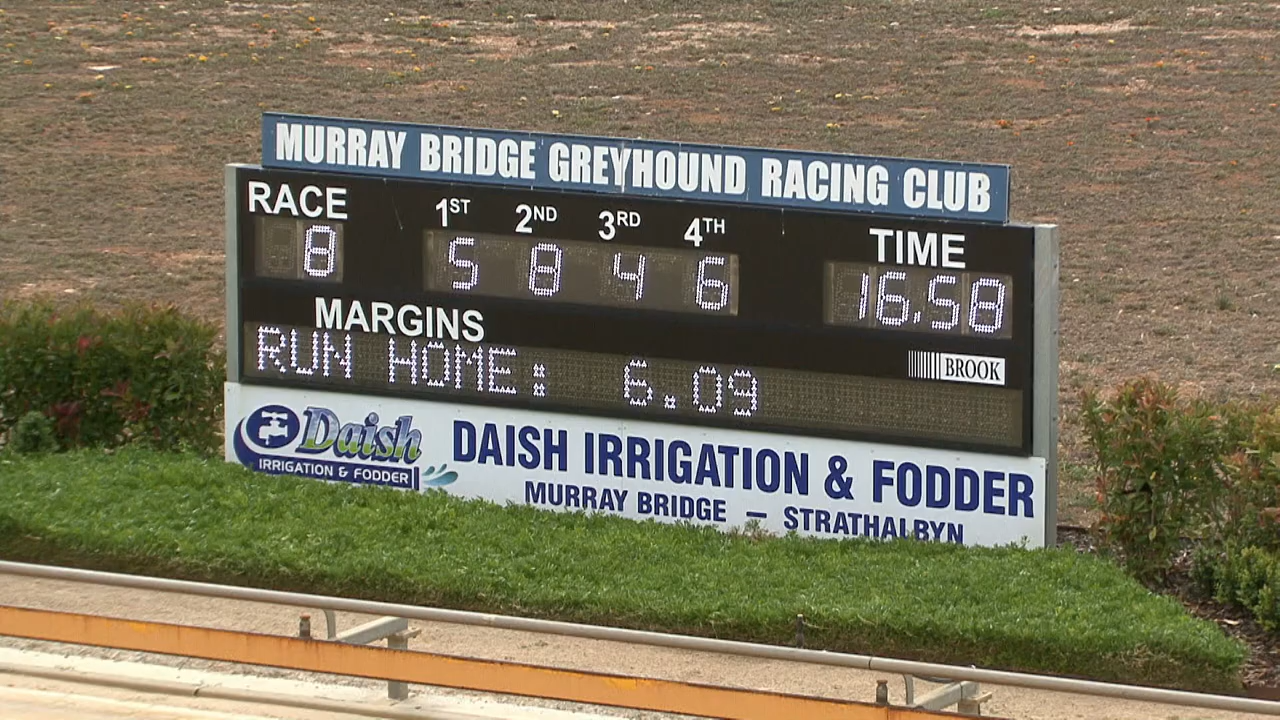 MURRAY BRIDGE GREYHOUND RACING CLUB
RACE 1ST 2ND 3RD 4TH TIME
8 5 8 4 6 16.58
MARGINS
RUN HOME: 6.09
BROOK
Daish
IRRIGATION & FODDER
DAISH IRRIGATION & FODDER
MURRAY BRIDGE – STRATHALBYN